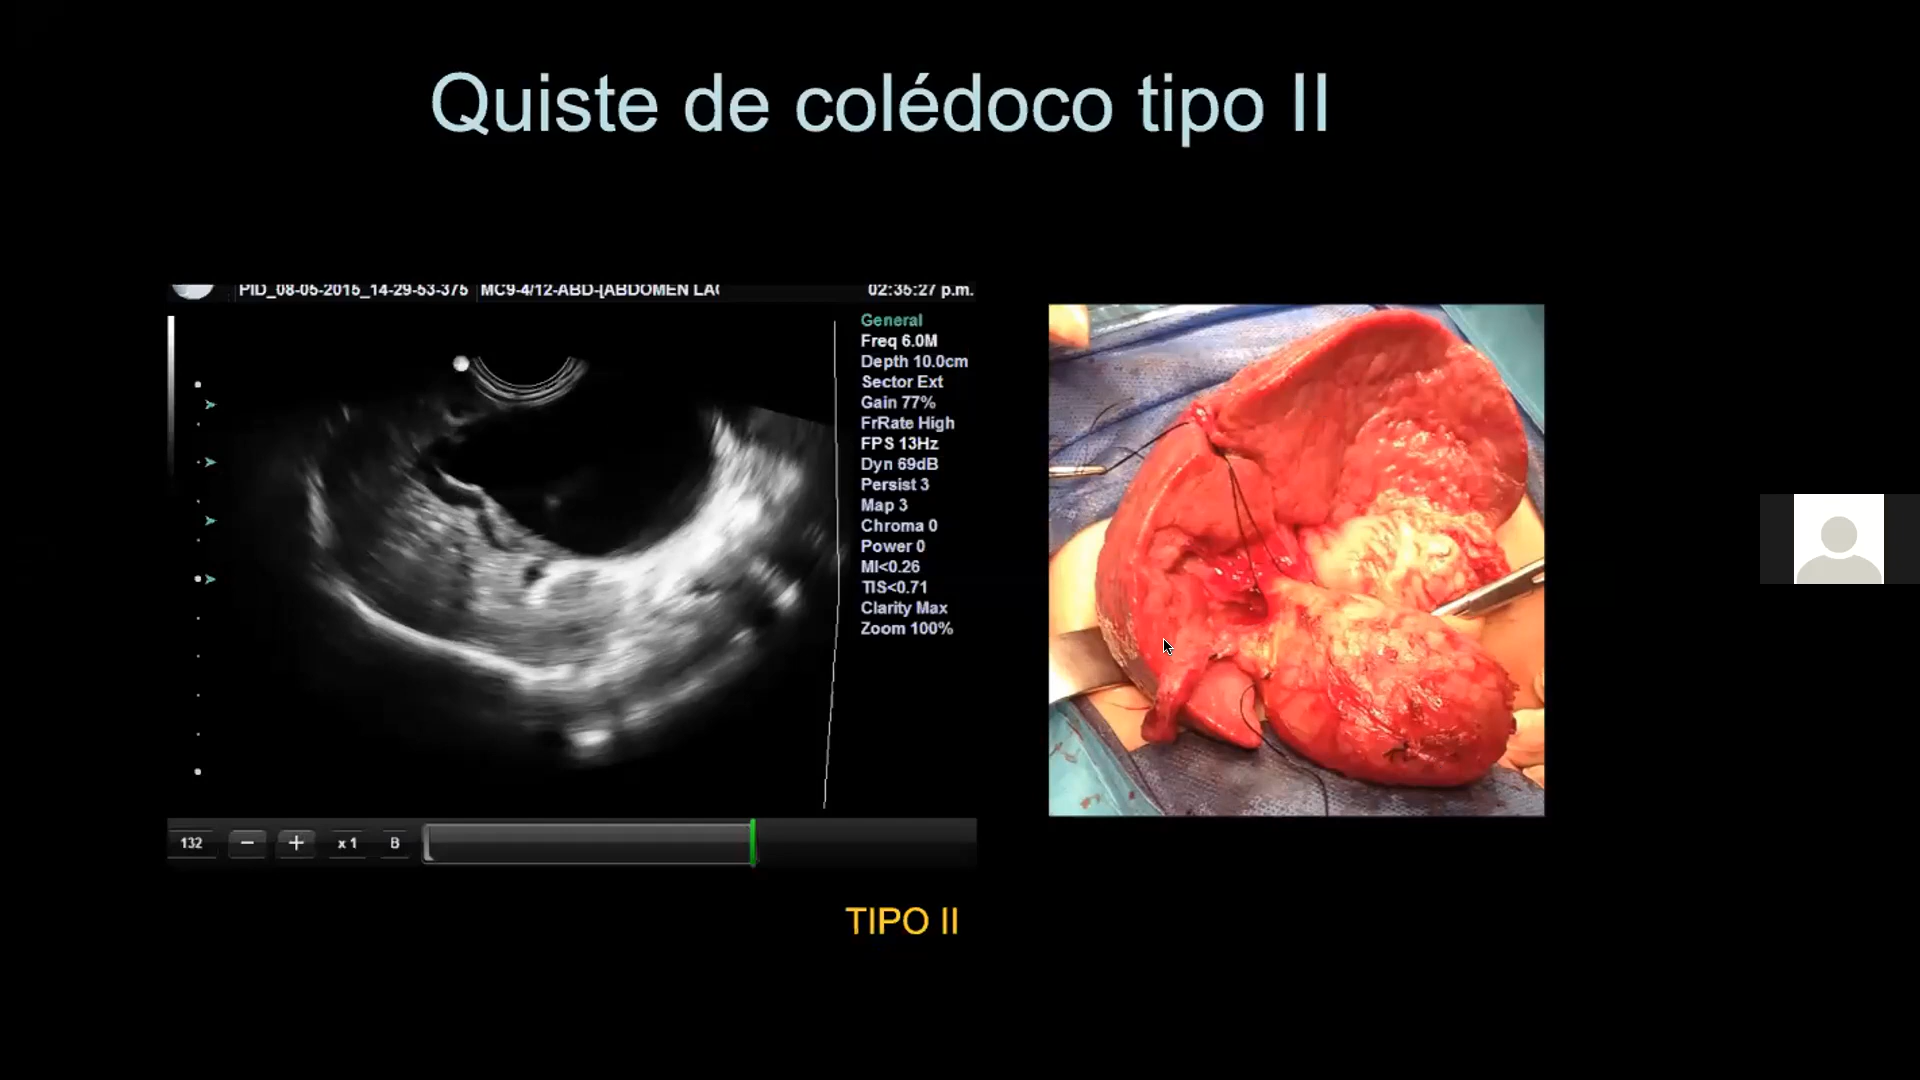 Quiste de colédoco tipo II
PID_08-05-2015_14-29-53-375 MC9-4/12-ABD-[ABDOMEN LAC 02:35:27 p.m.
General
Freq 6.0M
Depth 10.0cm
Sector Ext
Gain 77%
FrRate High
FPS 13Hz
Dyn 69dB
Persist 3
Map 3
Chroma 0
Power 0
MI<0.26
TIS<0.71
Clarity Max
Zoom 100%
132 − + x 1 B
TIPO II